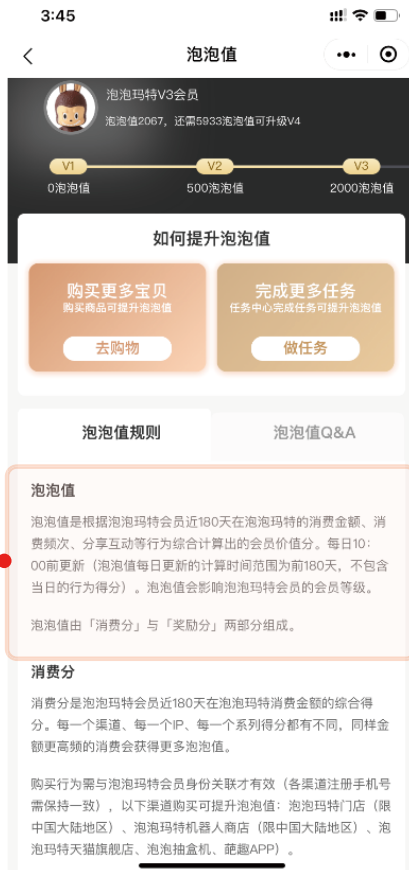 3:45
泡泡值
泡泡玛特V3会员
泡泡值2067，还需5933泡泡值可升级V4
V1 V2 V3
0泡泡值 500泡泡值 2000泡泡值
如何提升泡泡值
购买更多宝贝 完成更多任务
购买商品可提升泡泡值 任务中心完成任务可提升泡泡值
去购物 做任务
泡泡值规则 泡泡值Q&A
泡泡值
泡泡值是根据泡泡玛特会员近180天在泡泡玛特的消费金额、消
费频次、分享互动等行为综合计算出的会员价值分。每日10：
00前更新（泡泡值每日更新的计算时间范围为前180天，不包含
当日的行为得分）。泡泡值会影响泡泡玛特会员的会员等级。
泡泡值由「消费分」与「奖励分」两部分组成。
消费分
消费分是泡泡玛特会员近180天在泡泡玛特消费金额的综合得
分。每一个渠道、每一个IP、每一个系列得分都有不同，同样金
额更高频的消费会获得更多泡泡值。
购买行为需与泡泡玛特会员身份关联才有效（各渠道注册手机号
需保持一致），以下渠道购买可提升泡泡值：泡泡玛特门店（限
中国大陆地区）、泡泡玛特机器人商店（限中国大陆地区）、泡
泡玛特天猫旗舰店、泡泡抽盒机、葩趣APP）。